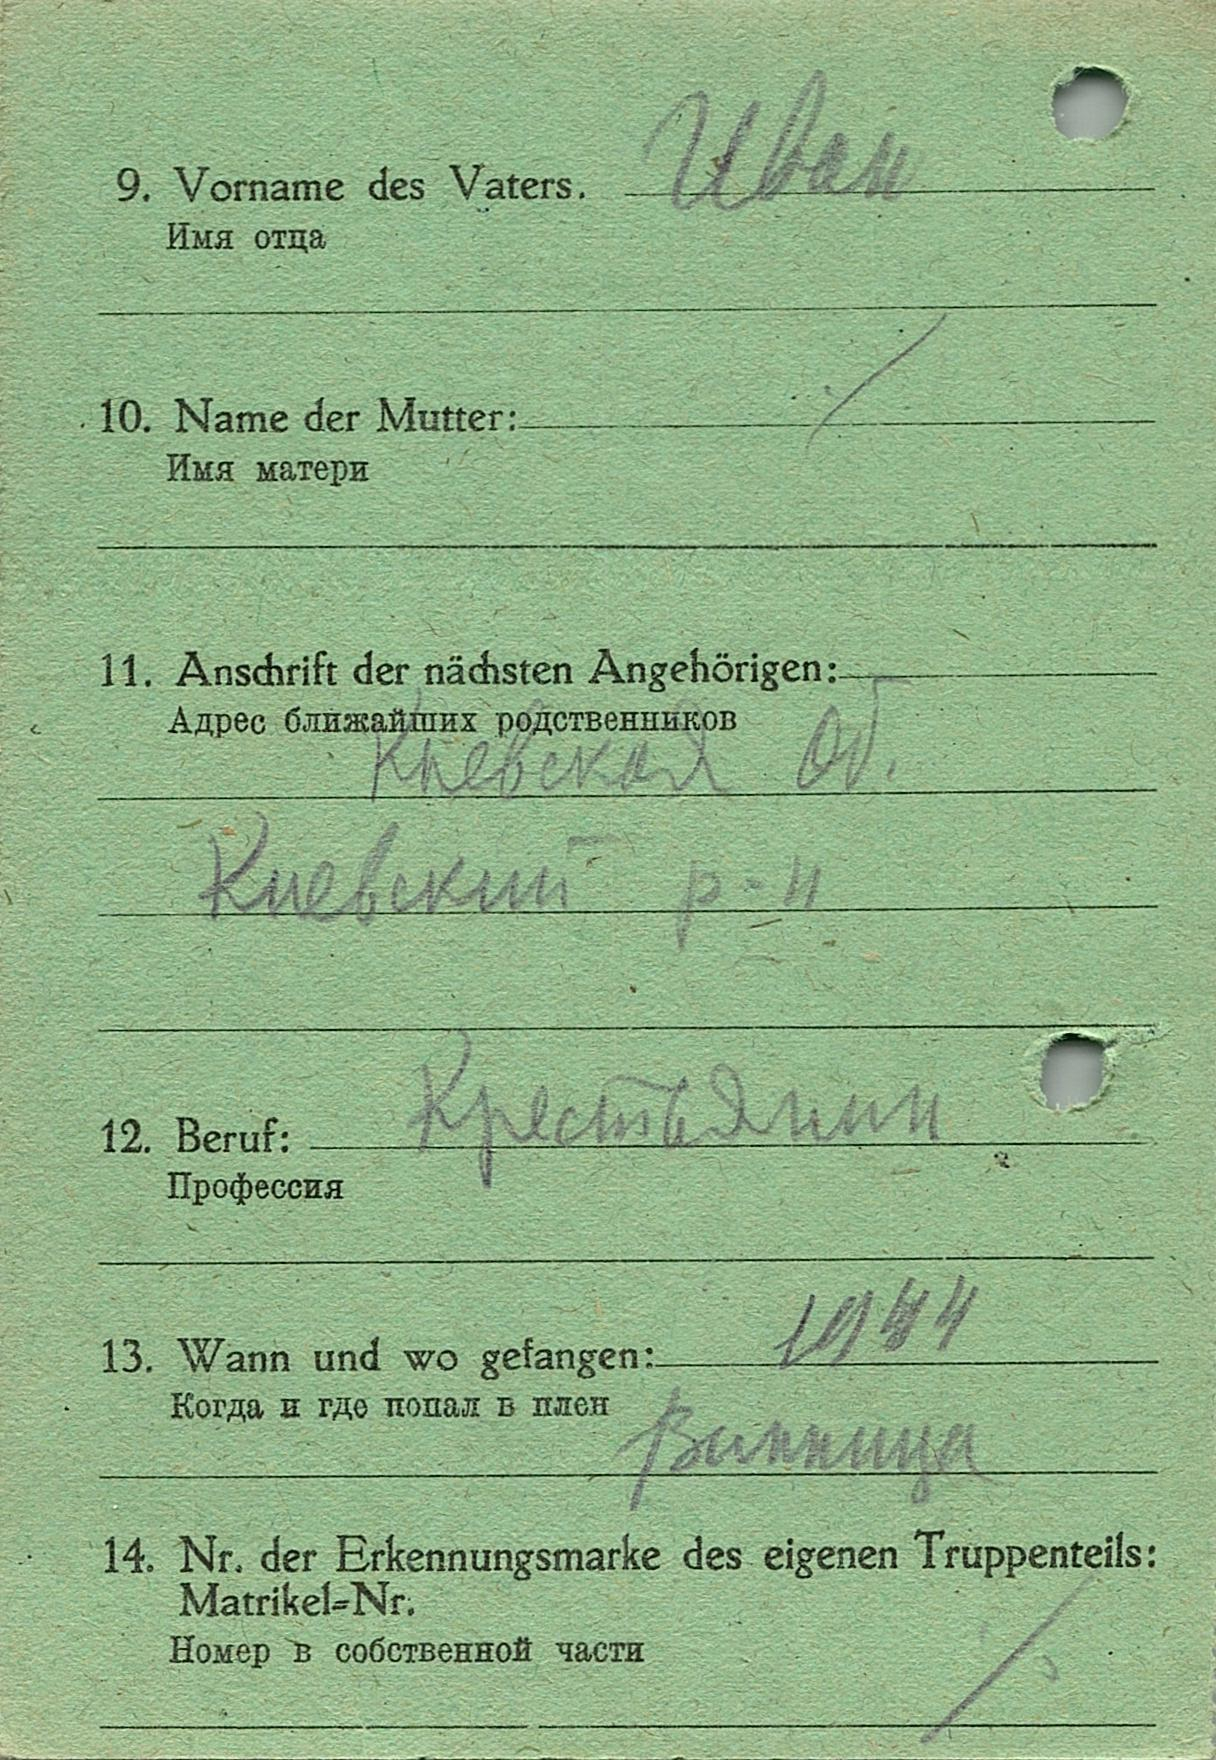 9. Vorname des Vaters. Иван
Имя отца
10. Name der Mutter:
Имя матери
11. Anschrift der nächsten Angehörigen:
Адрес ближайших родственников
Киевская об.
Киевский р-н
12. Beruf: Крестьянин
Профессия
13. Wann und wo gefangen: 1944
Когда и где попал в плен
Винница
14. Nr. der Erkennungsmarke des eigenen Truppenteils:
Matrikel=Nr.
Номер в собственной части